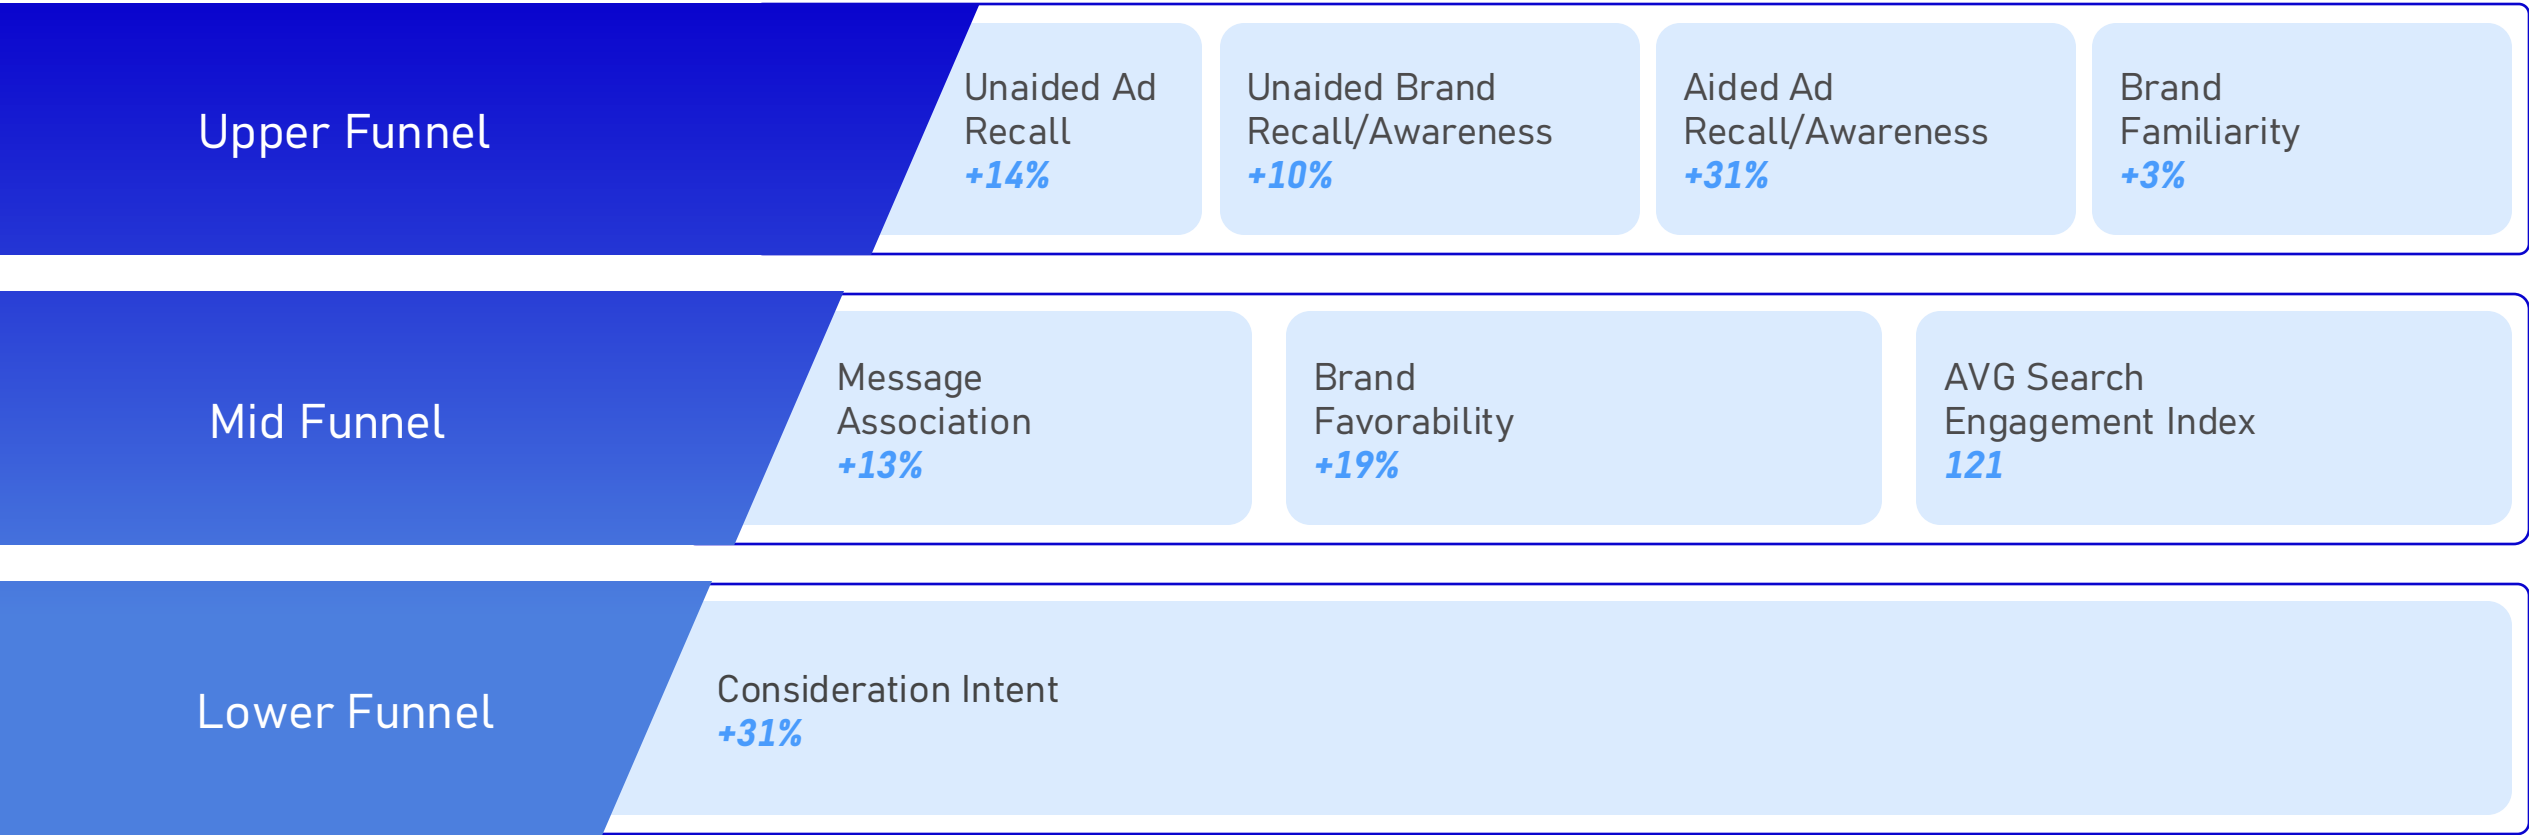 Upper Funnel
Unaided Ad
Recall
+14%
Unaided Brand
Recall/Awareness
+10%
Aided Ad
Recall/Awareness
+31%
Brand
Familiarity
+3%
Mid Funnel
Message
Association
+13%
Brand
Favorability
+19%
AVG Search
Engagement Index
121
Lower Funnel
Consideration Intent
+31%